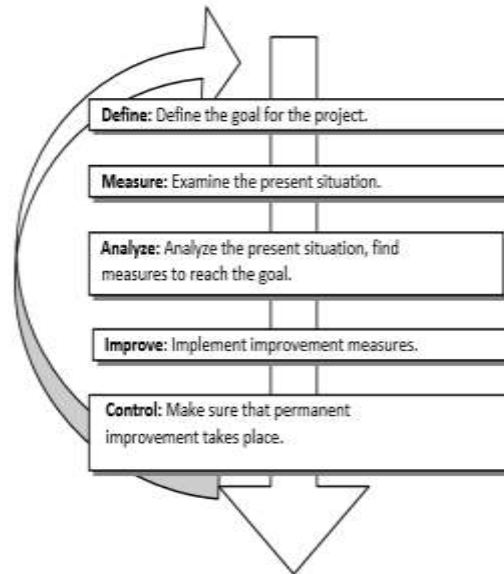 Define: Define the goal for the project.
Measure: Examine the present situation.
Analyze: Analyze the present situation, find
measures to reach the goal.
Improve: Implement improvement measures.
Control: Make sure that permanent
improvement takes place.